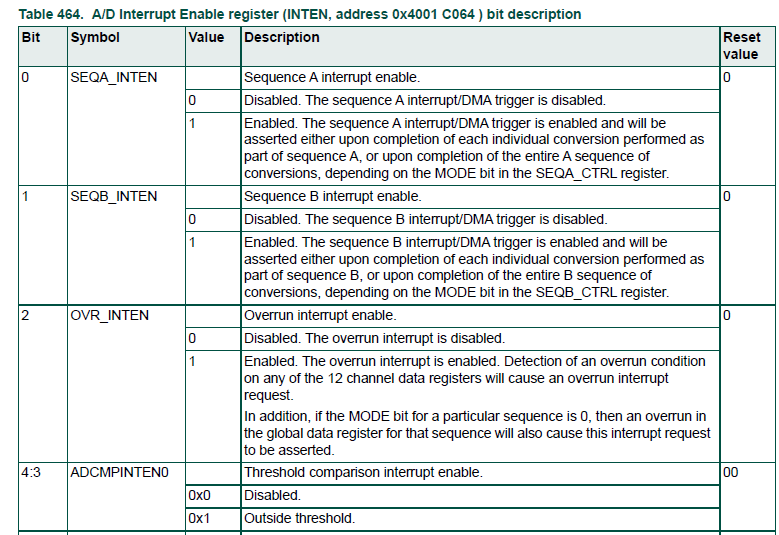 Table 464. A/D Interrupt Enable register (INTEN, address 0x4001 C064 ) bit description
Bit Symbol Value Description Reset
value
0 SEQA_INTEN Sequence A interrupt enable. 0
0 Disabled. The sequence A interrupt/DMA trigger is disabled.
1 Enabled. The sequence A interrupt/DMA trigger is enabled and will be
asserted either upon completion of each individual conversion performed as
part of sequence A, or upon completion of the entire A sequence of
conversions, depending on the MODE bit in the SEQA_CTRL register.
1 SEQB_INTEN Sequence B interrupt enable. 0
0 Disabled. The sequence B interrupt/DMA trigger is disabled.
1 Enabled. The sequence B interrupt/DMA trigger is enabled and will be
asserted either upon completion of each individual conversion performed as
part of sequence B, or upon completion of the entire B sequence of
conversions, depending on the MODE bit in the SEQB_CTRL register.
2 OVR_INTEN Overrun interrupt enable. 0
0 Disabled. The overrun interrupt is disabled.
1 Enabled. The overrun interrupt is enabled. Detection of an overrun condition
on any of the 12 channel data registers will cause an overrun interrupt
request.
In addition, if the MODE bit for a particular sequence is 0, then an overrun in
the global data register for that sequence will also cause this interrupt request
to be asserted.
4:3 ADCMPINTEN0 Threshold comparison interrupt enable. 00
0x0 Disabled.
0x1 Outside threshold.